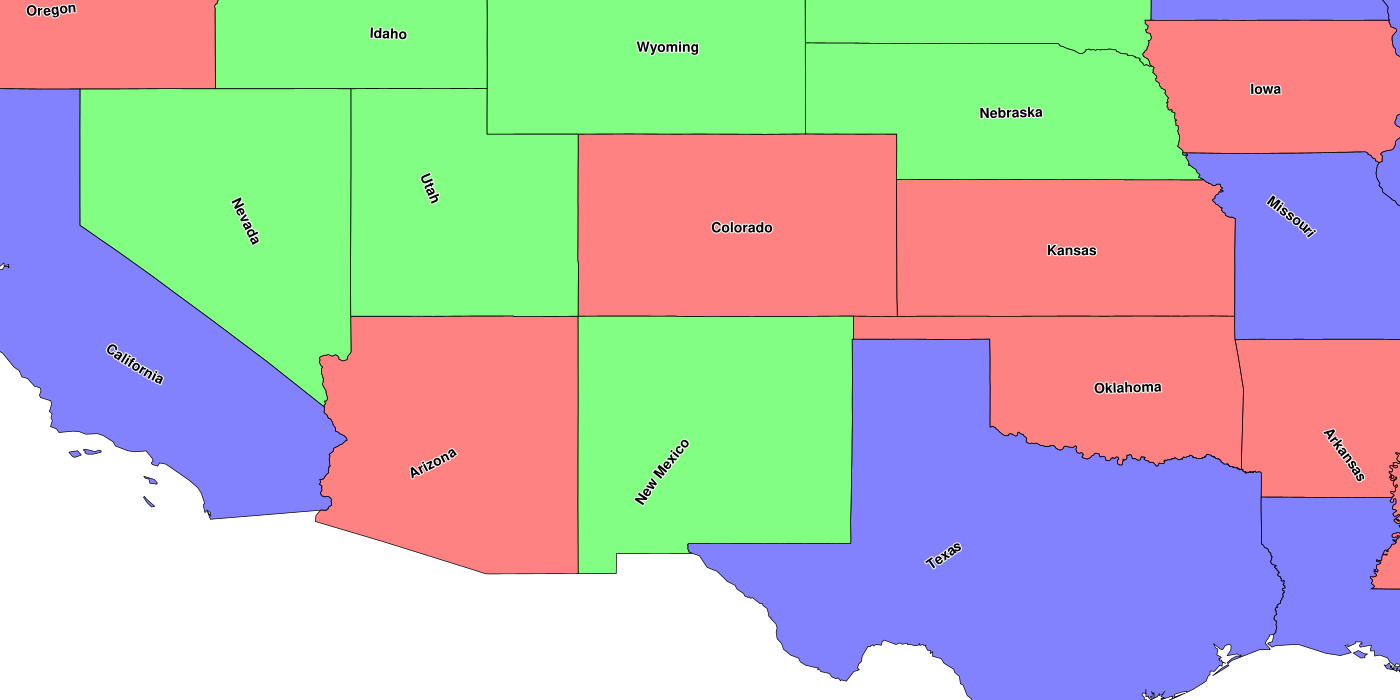 Oregon
Idaho
Wyoming
Iowa
Nebraska
Utah
Nevada
Missouri
Colorado
Kansas
California
Oklahoma
Arizona
New Mexico
Arkansas
Texas